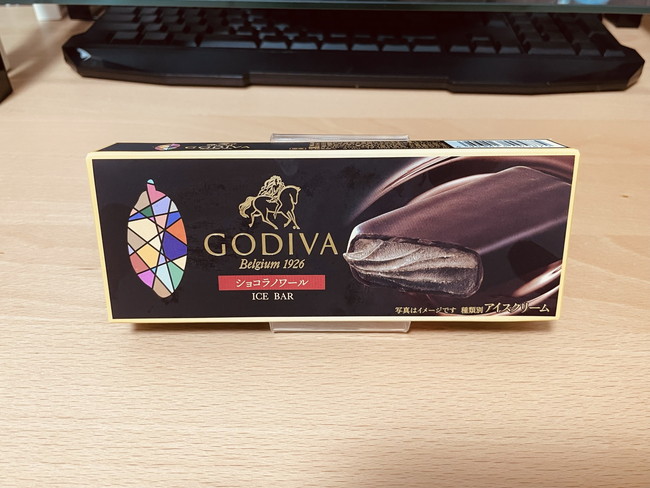 GODIVA
Belgium 1926
ショコラノワール
ICE BAR
写真はイメージです 種類別アイスクリーム